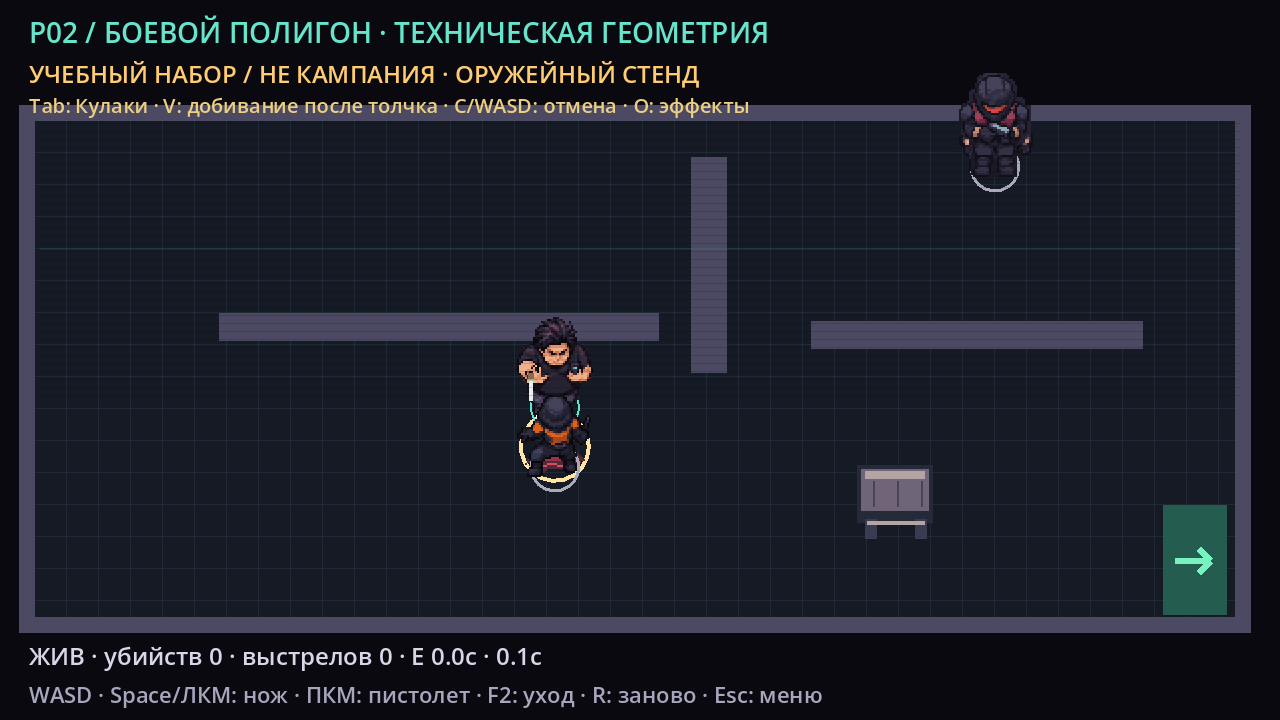 P02 / БОЕВОЙ ПОЛИГОН · ТЕХНИЧЕСКАЯ ГЕОМЕТРИЯ
УЧЕБНЫЙ НАБОР / НЕ КАМПАНИЯ · ОРУЖЕЙНЫЙ СТЕНД
Tab: Кулаки · V: добивание после толчка · C/WASD: отмена · O: эффекты
ЖИВ · убийств 0 · выстрелов 0 · E 0.0с · 0.1с
WASD · Space/ЛКМ: нож · ПКМ: пистолет · F2: уход · R: заново · Esc: меню